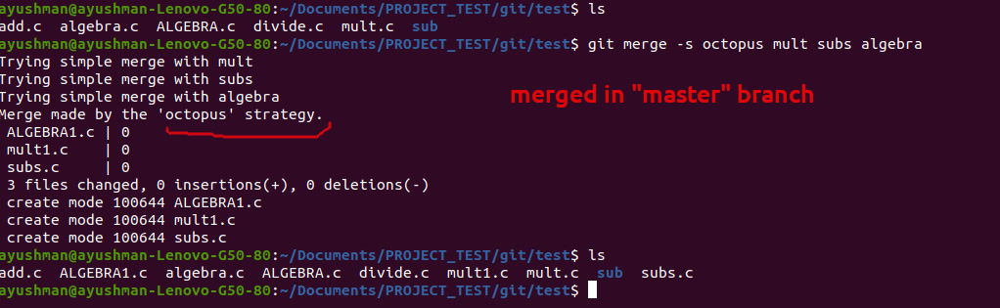 ayushman@ayushman-Lenovo-G50-80:~/Documents/PROJECT_TEST/git/test$ ls
add.c algebra.c ALGEBRA.c divide.c mult.c sub
ayushman@ayushman-Lenovo-G50-80:~/Documents/PROJECT_TEST/git/test$ git merge -s octopus mult subs algebra
Trying simple merge with mult
Trying simple merge with subs
Trying simple merge with algebra
merged in "master" branch
Merge made by the 'octopus' strategy.
ALGEBRA1.c | 0
mult1.c | 0
subs.c | 0
3 files changed, 0 insertions(+), 0 deletions(-)
create mode 100644 ALGEBRA1.c
create mode 100644 mult1.c
create mode 100644 subs.c
ayushman@ayushman-Lenovo-G50-80:~/Documents/PROJECT_TEST/git/test$ ls
add.c ALGEBRA1.c algebra.c ALGEBRA.c divide.c mult1.c mult.c sub subs.c
ayushman@ayushman-Lenovo-G50-80:~/Documents/PROJECT_TEST/git/test$